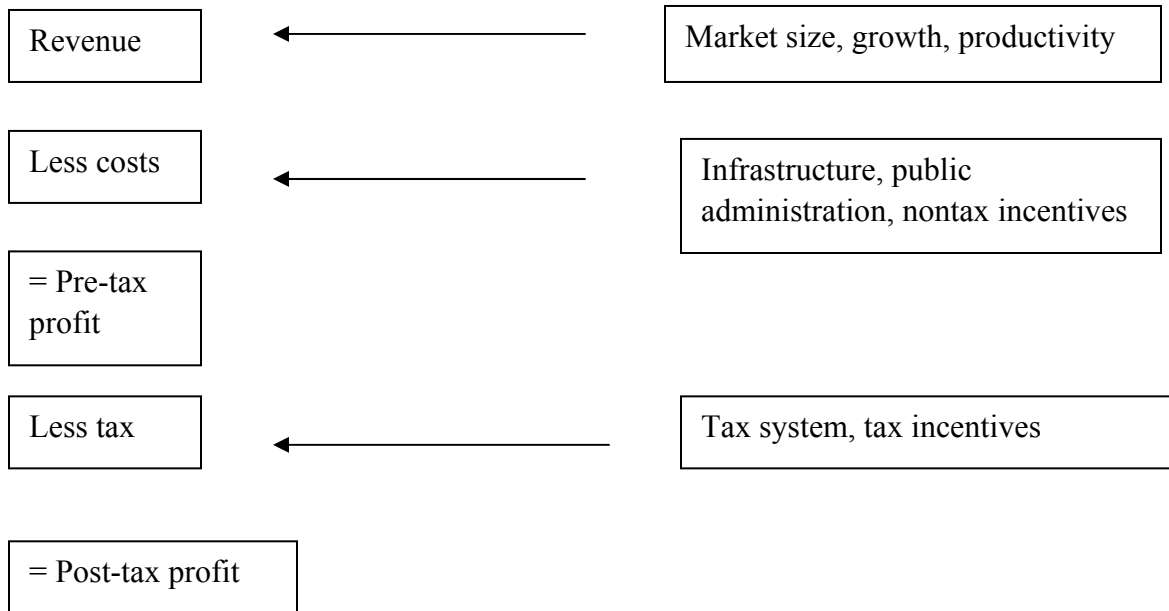 Revenue
Market size, growth, productivity
Less costs
Infrastructure, public
administration, nontax incentives
= Pre-tax
profit
Less tax
Tax system, tax incentives
= Post-tax profit